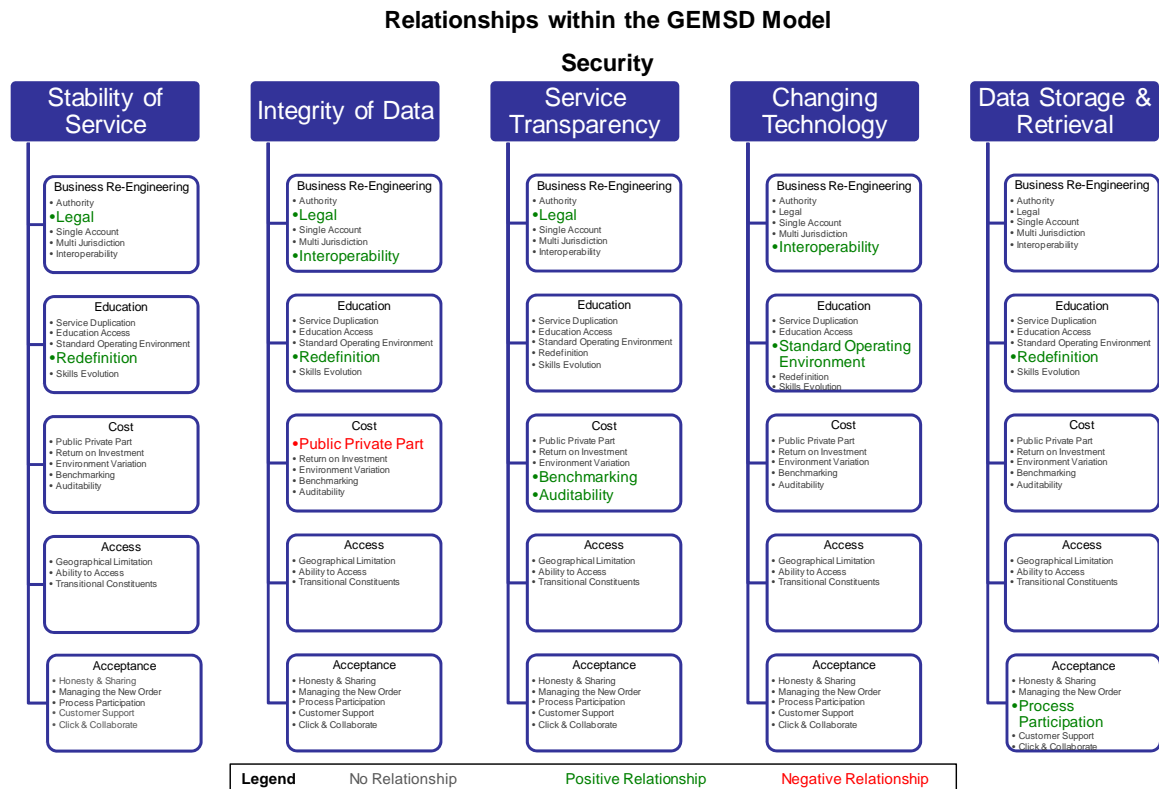 Relationships within the GEMSD Model
Security
Stability of
Service
Business Re-Engineering
• Authority
•Legal
• Single Account
• Multi Jurisdiction
• Interoperability
Education
• Service Duplication
• Education Access
• Standard Operating Environment
•Redefinition
• Skills Evolution
Cost
• Public Private Part
• Return on Investment
• Environment Variation
• Benchmarking
• Auditability
Access
• Geographical Limitation
• Ability to Access
• Transitional Constituents
Acceptance
• Honesty & Sharing
• Managing the New Order
• Process Participation
• Customer Support
• Click & Collaborate
Integrity of Data
Business Re-Engineering
• Authority
•Legal
• Single Account
• Multi Jurisdiction
•Interoperability
Education
• Service Duplication
• Education Access
• Standard Operating Environment
•Redefinition
• Skills Evolution
Cost
•Public Private Part
• Return on Investment
• Environment Variation
• Benchmarking
• Auditability
Access
• Geographical Limitation
• Ability to Access
• Transitional Constituents
Acceptance
• Honesty & Sharing
• Managing the New Order
• Process Participation
• Customer Support
• Click & Collaborate
Service
Transparency
Business Re-Engineering
• Authority
•Legal
• Single Account
• Multi Jurisdiction
• Interoperability
Education
• Service Duplication
• Education Access
• Standard Operating Environment
• Redefinition
• Skills Evolution
Cost
• Public Private Part
• Return on Investment
• Environment Variation
•Benchmarking
•Auditability
Access
• Geographical Limitation
• Ability to Access
• Transitional Constituents
Acceptance
• Honesty & Sharing
• Managing the New Order
• Process Participation
• Customer Support
• Click & Collaborate
Changing
Technology
Business Re-Engineering
• Authority
• Legal
• Single Account
• Multi Jurisdiction
•Interoperability
Education
• Service Duplication
• Education Access
•Standard Operating
Environment
• Redefinition
• Skills Evolution
Cost
• Public Private Part
• Return on Investment
• Environment Variation
• Benchmarking
• Auditability
Access
• Geographical Limitation
• Ability to Access
• Transitional Constituents
Acceptance
• Honesty & Sharing
• Managing the New Order
• Process Participation
• Customer Support
• Click & Collaborate
Data Storage &
Retrieval
Business Re-Engineering
• Authority
• Legal
• Single Account
• Multi Jurisdiction
• Interoperability
Education
• Service Duplication
• Education Access
• Standard Operating Environment
•Redefinition
• Skills Evolution
Cost
• Public Private Part
• Return on Investment
• Environment Variation
• Benchmarking
• Auditability
Access
• Geographical Limitation
• Ability to Access
• Transitional Constituents
Acceptance
• Honesty & Sharing
• Managing the New Order
•Process
Participation
• Customer Support
• Click & Collaborate
Legend No Relationship Positive Relationship Negative Relationship